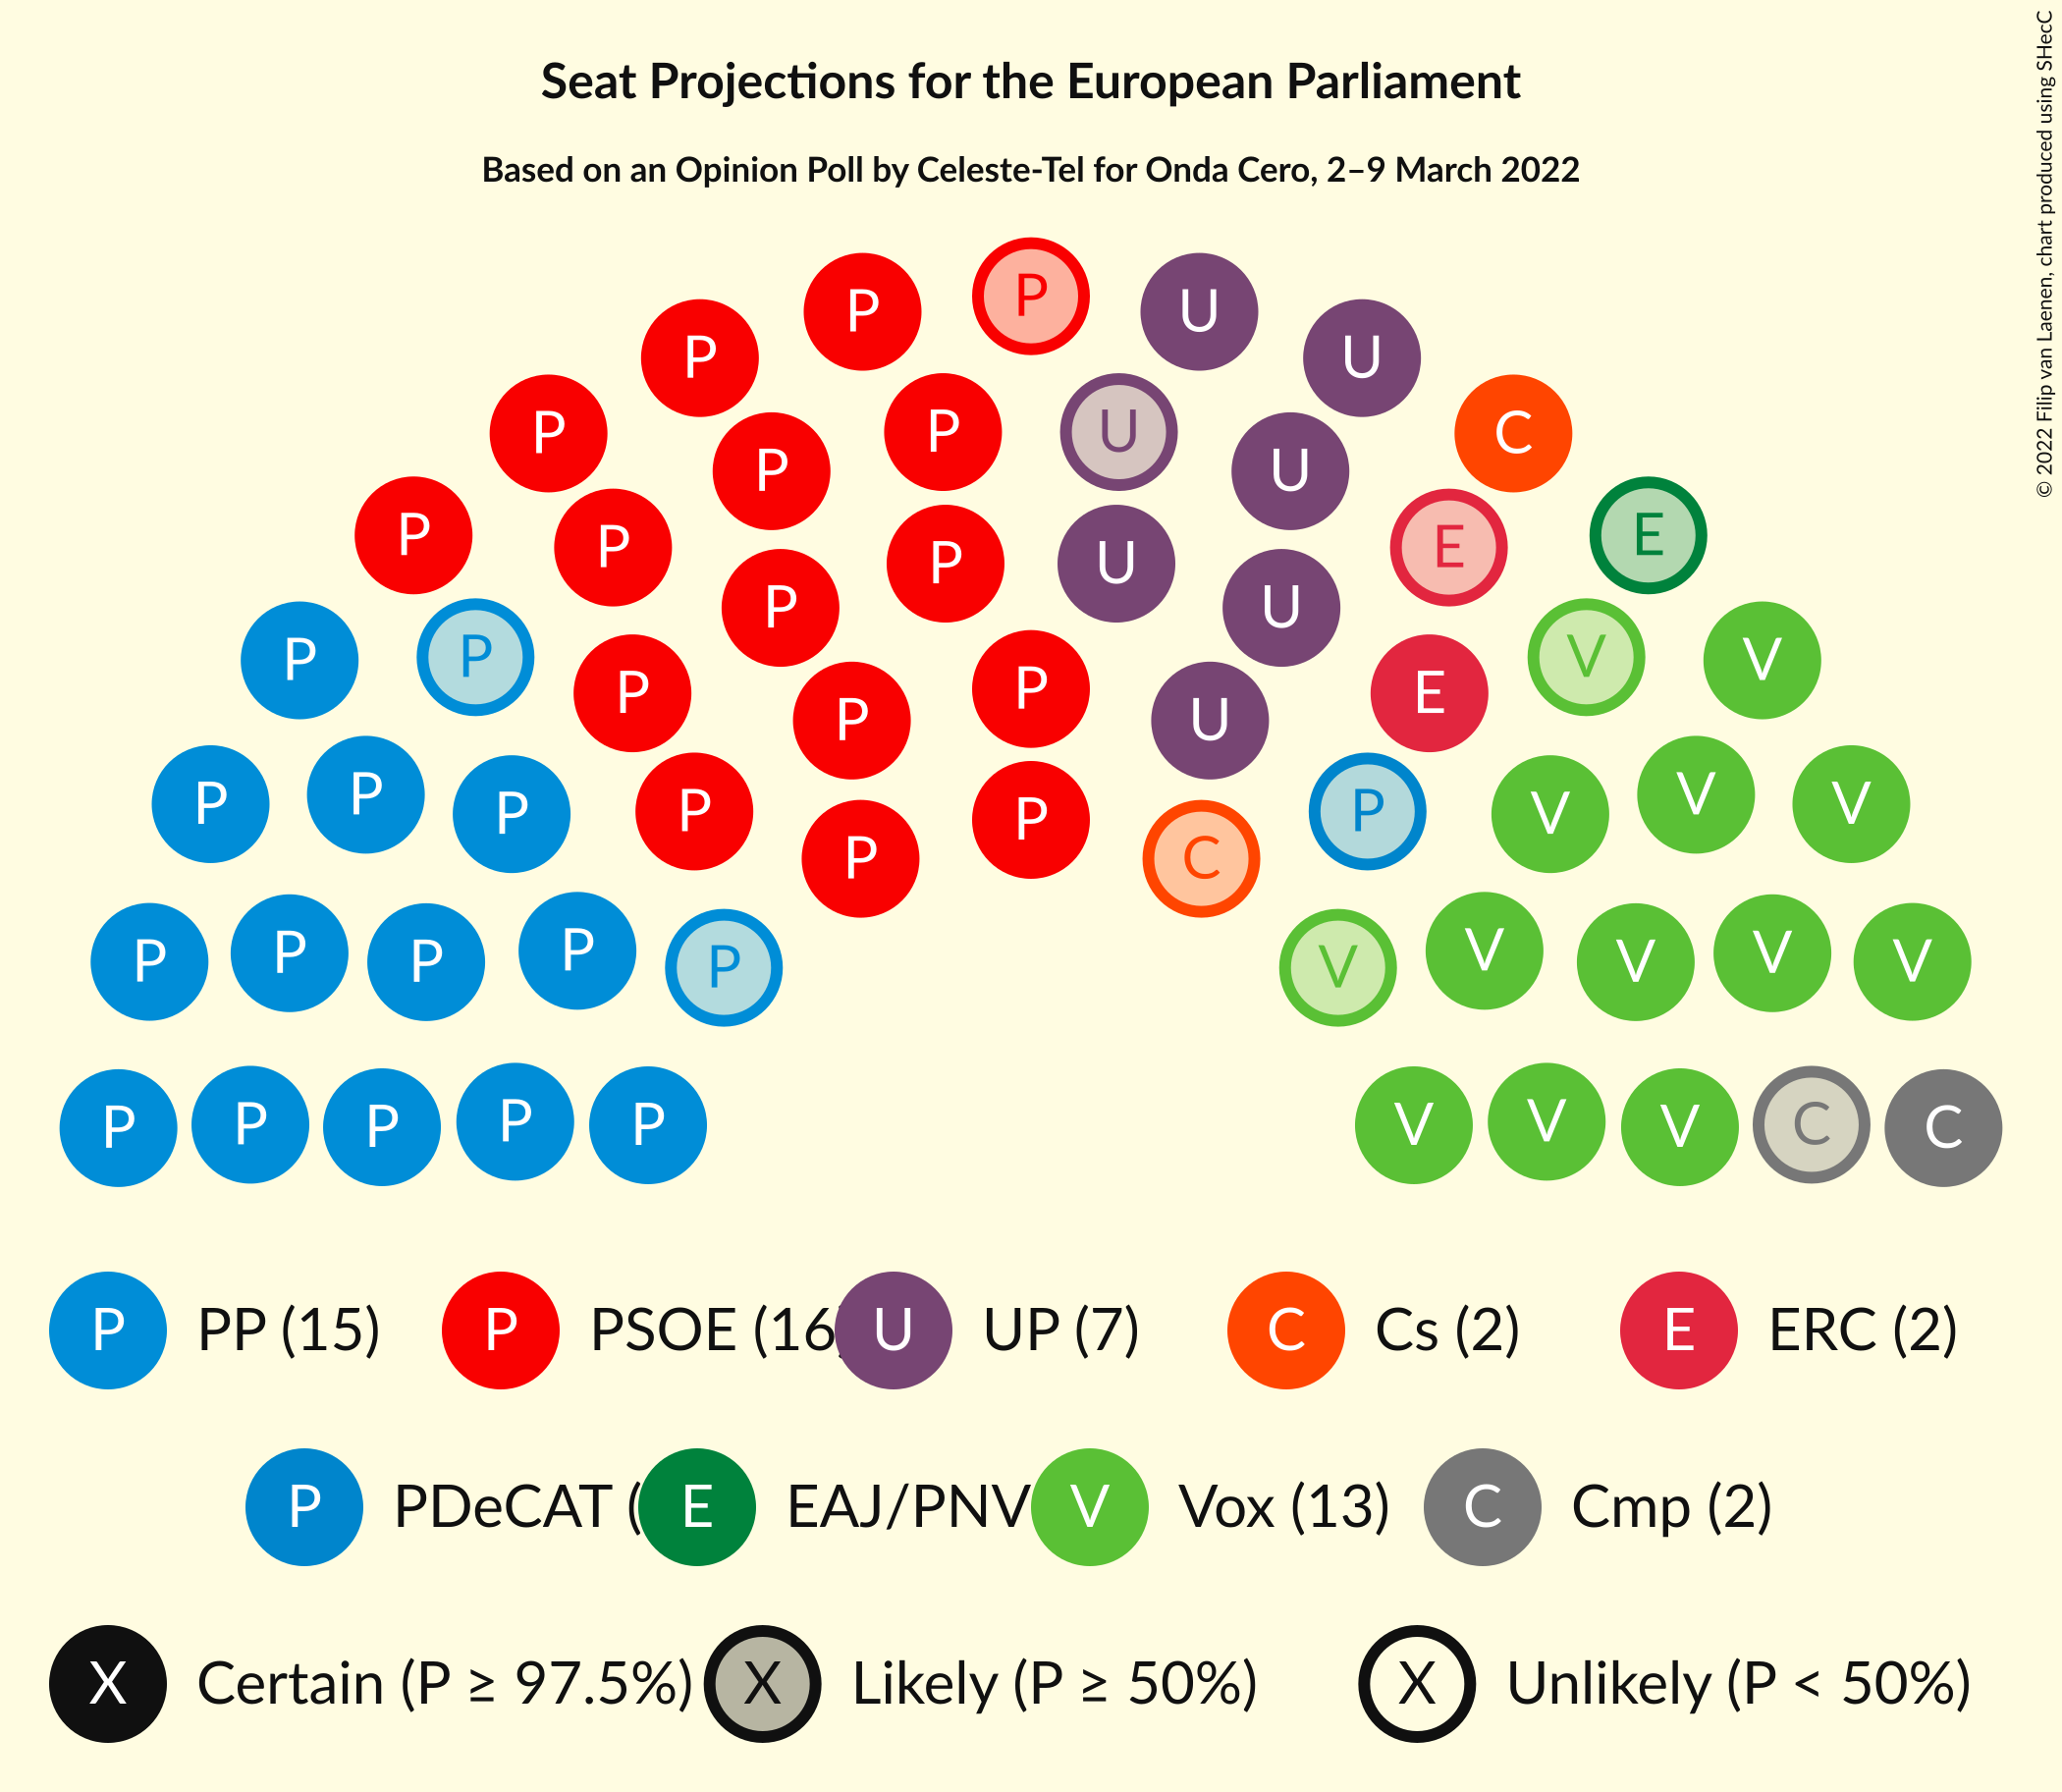 Seat Projections for the European Parliament
Based on an Opinion Poll by Celeste-Tel for Onda Cero, 2–9 March 2022
© 2022 Filip van Laenen, chart produced using SHecC
P P P U U
P P U U C
P P P P U U E E
P P P P P U E V V
P P P P P P C P V V V
P P P P P V V V V V
P P P P P V V V C C
P PP (15) P PSOE (16 U UP (7) C Cs (2) E ERC (2)
P PDeCAT ( E EAJ/PNV V Vox (13) C Cmp (2)
X Certain (P ≥ 97.5%) X Likely (P ≥ 50%) X Unlikely (P < 50%)